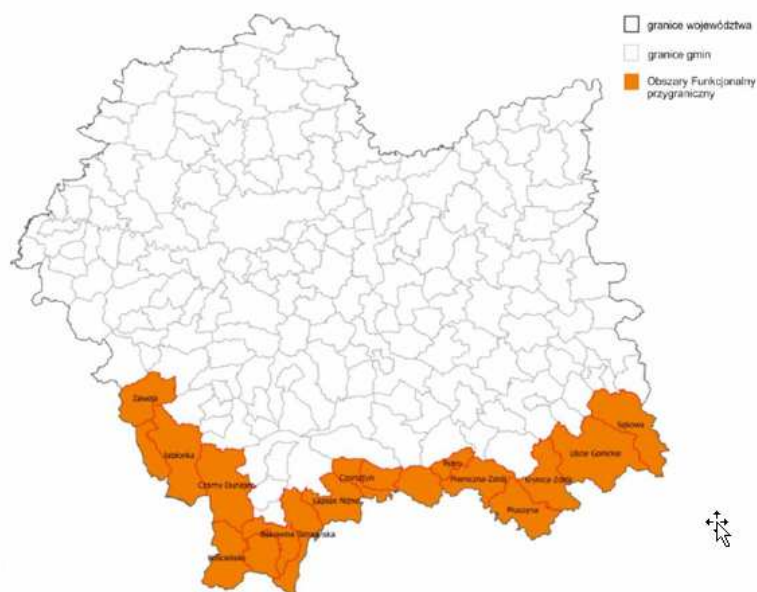 granice województwa
granice gmin
Obszary Funkcjonalny
przygraniczny
Zawoja
Jabłonka
Czarny Dunajec
Czorsztyn
Łapsze Niżne
Bukowina Tatrzańska
Kościelisko
Rytro
Piwniczna-Zdrój
Muszyna
Krynica-Zdrój
Uście Gorlickie
Sękowa